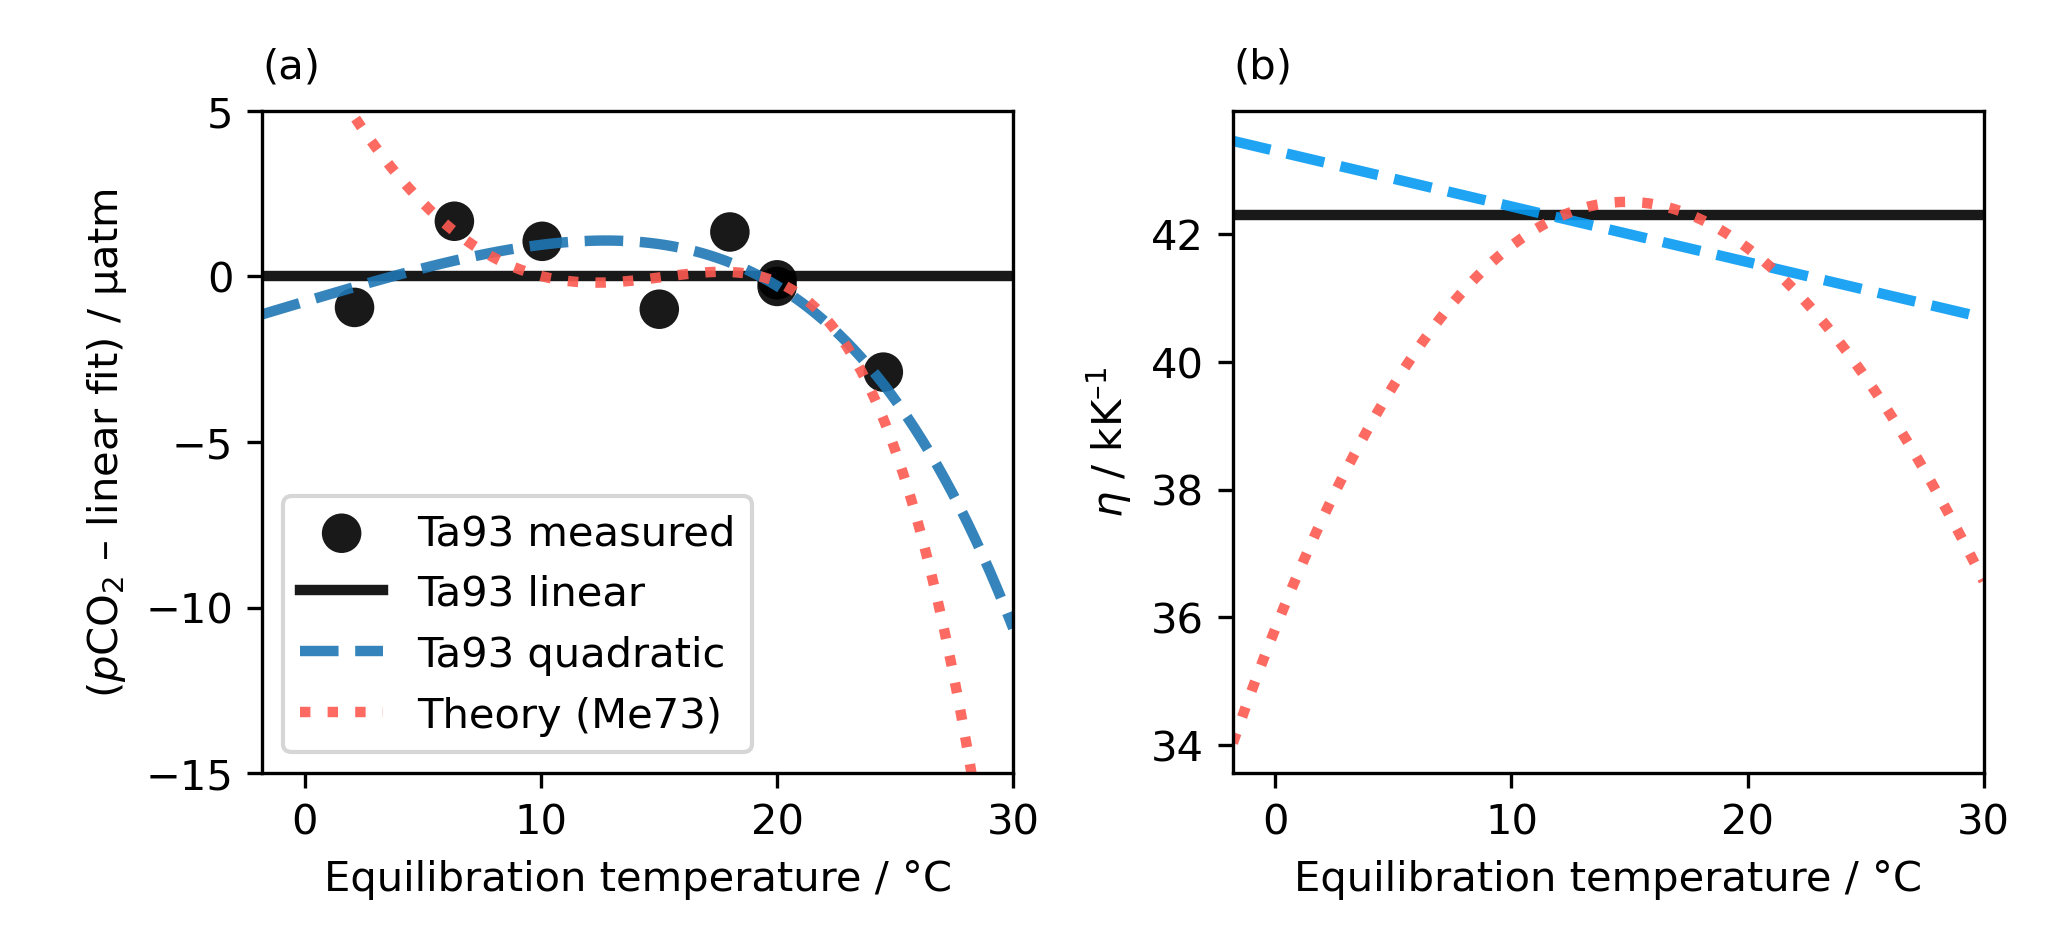 (a)
5
0
−5
−10
−15
(pCO₂ – linear fit) / µatm
Ta93 measured
Ta93 linear
Ta93 quadratic
Theory (Me73)
0 10 20 30
Equilibration temperature / °C
(b)
42
40
38
36
34
η / kK⁻¹
0 10 20 30
Equilibration temperature / °C